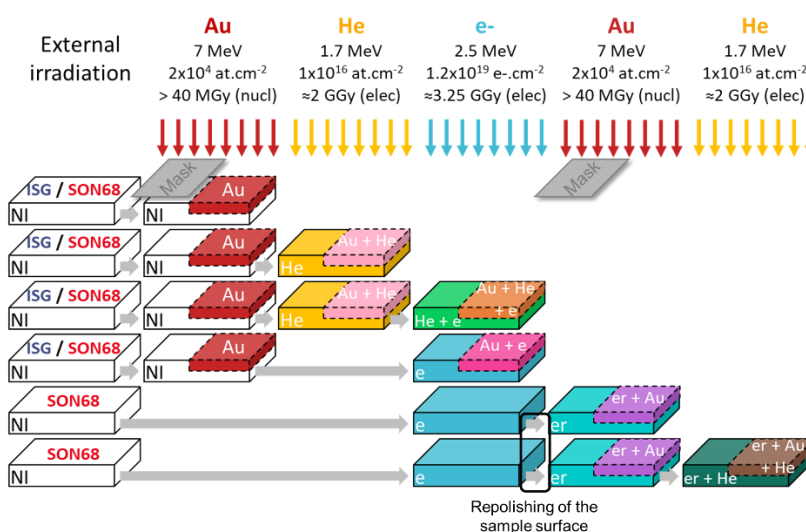 External
irradiation
Au
7 MeV
2x10⁴ at.cm⁻²
> 40 MGy (nucl)
He
1.7 MeV
1x10¹⁶ at.cm⁻²
≈2 GGy (elec)
e-
2.5 MeV
1.2x10¹⁹ e-.cm⁻²
≈3.25 GGy (elec)
Au
7 MeV
2x10⁴ at.cm⁻²
> 40 MGy (nucl)
He
1.7 MeV
1x10¹⁶ at.cm⁻²
≈2 GGy (elec)
Mask
Mask
ISG / SON68
NI
NI
Au
ISG / SON68
NI
NI
Au
He
Au + He
ISG / SON68
NI
NI
Au
He
Au + He
He + e
Au + He
+ e
ISG / SON68
NI
NI
Au
e
Au + e
SON68
NI
e
er
er + Au
SON68
NI
e
er
er + Au
er + He
er + Au
+ He
Repolishing of the
sample surface